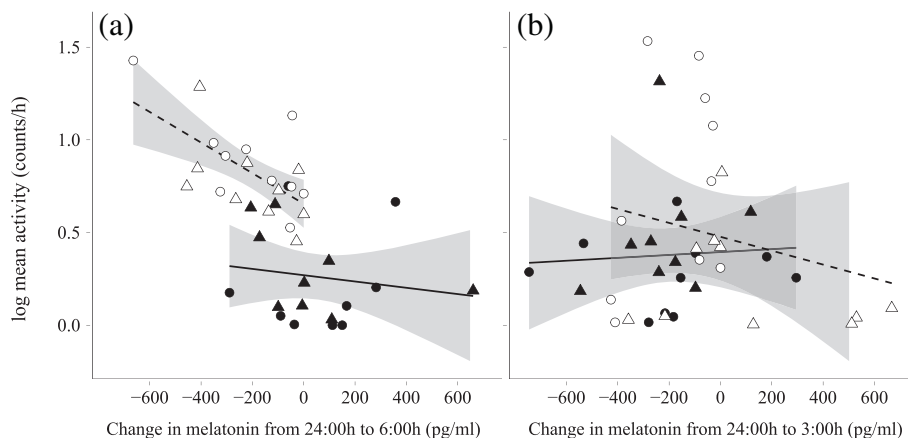 (a)
(b)
1.5
1.0
0.5
0.0
log mean activity (counts/h)
−600 −400 −200 0 200 400 600
−600 −400 −200 0 200 400 600
Change in melatonin from 24:00h to 6:00h (pg/ml)
Change in melatonin from 24:00h to 3:00h (pg/ml)